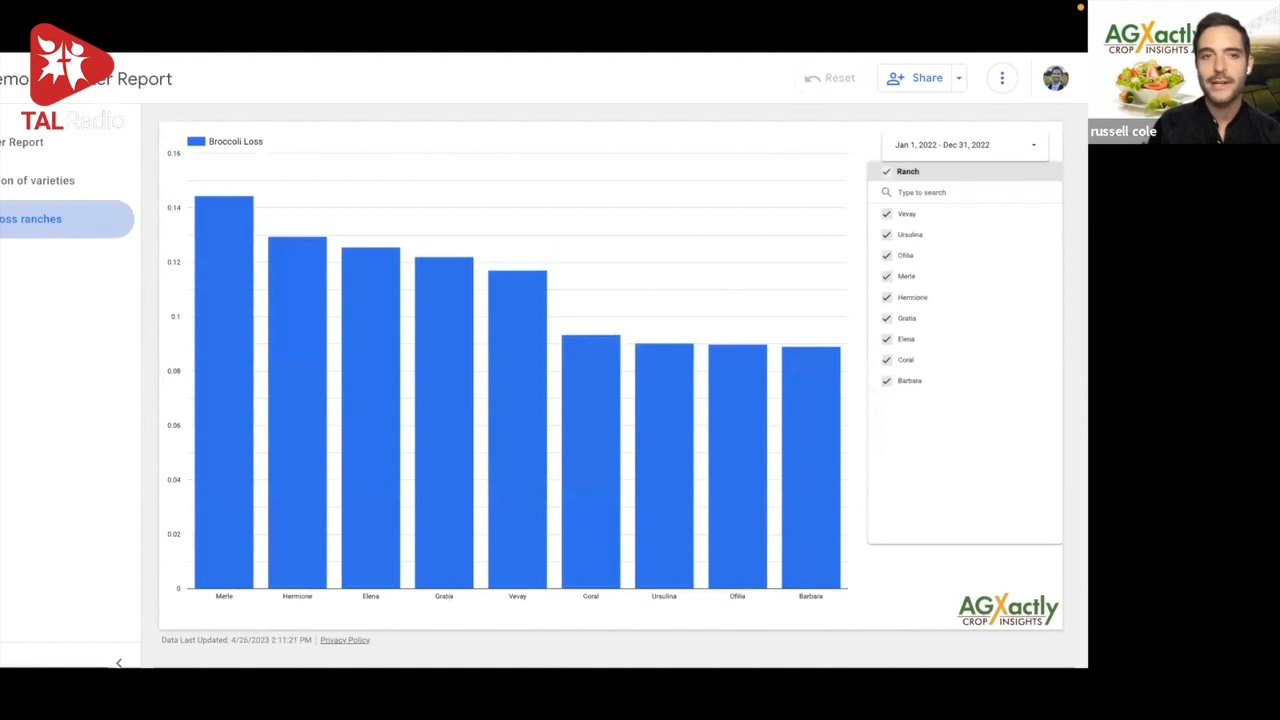 TAL Radio
emo
er Report
Reset
Share
AGXactly
CROP INSIGHTS
russell cole
er Report
on of varieties
oss ranches
Broccoli Loss
0.16
0.14
0.12
0.1
0.08
0.06
0.04
0.02
0
Merle
Hermione
Elena
Gratia
Vevay
Coral
Ursulina
Ofilia
Barbara
Jan 1, 2022 - Dec 31, 2022
Ranch
Type to search
Vevay
Ursulina
Ofilia
Merle
Hermione
Gratia
Elena
Coral
Barbara
AGXactly
CROP INSIGHTS
Data Last Updated: 4/26/2023 2:11:21 PM
Privacy Policy